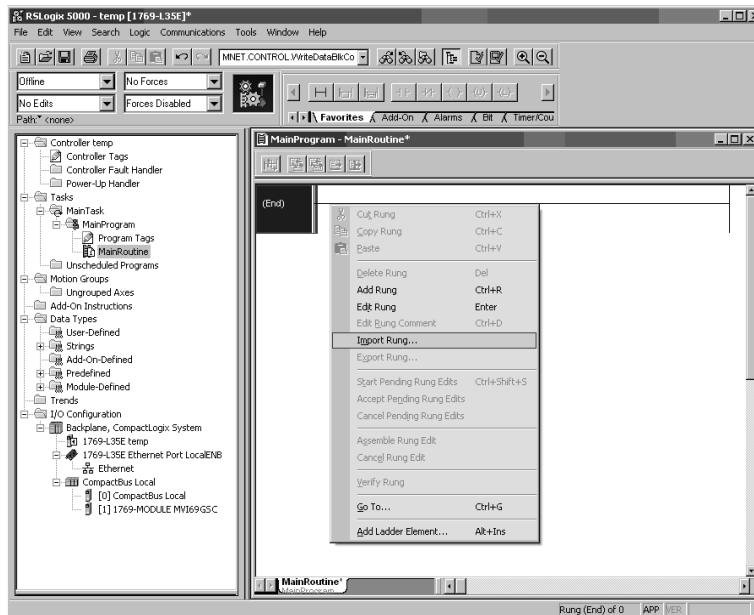 RSLogix 5000 - temp [1769-L35E]*
File Edit View Search Logic Communications Tools Window Help
MNET.CONTROL.WriteDataBlkCo
Offline
No Forces
No Edits
Forces Disabled
Path: <none>
Favorites Add-On Alarms Bit Timer/Cou
Controller temp
Controller Tags
Controller Fault Handler
Power-Up Handler
Tasks
MainTask
MainProgram
Program Tags
MainRoutine
Unscheduled Programs
Motion Groups
Ungrouped Axes
Add-On Instructions
Data Types
User-Defined
Strings
Add-On-Defined
Predefined
Module-Defined
Trends
I/O Configuration
Backplane, CompactLogix System
1769-L35E temp
1769-L35E Ethernet Port LocalENB
Ethernet
CompactBus Local
[0] CompactBus Local
[1] 1769-MODULE MVI69GSC
MainProgram - MainRoutine*
(End)
Cut Rung Ctrl+X
Copy Rung Ctrl+C
Paste Ctrl+V
Delete Rung Del
Add Rung Ctrl+R
Edit Rung Enter
Edit Rung Comment Ctrl+D
Import Rung...
Export Rung...
Start Pending Rung Edits Ctrl+Shift+S
Accept Pending Rung Edits
Cancel Pending Rung Edits
Assemble Rung Edit
Cancel Rung Edit
Verify Rung
Go To... Ctrl+G
Add Ladder Element... Alt+Ins
MainRoutine*
MainProgram
Rung (End) of 0 APP VER